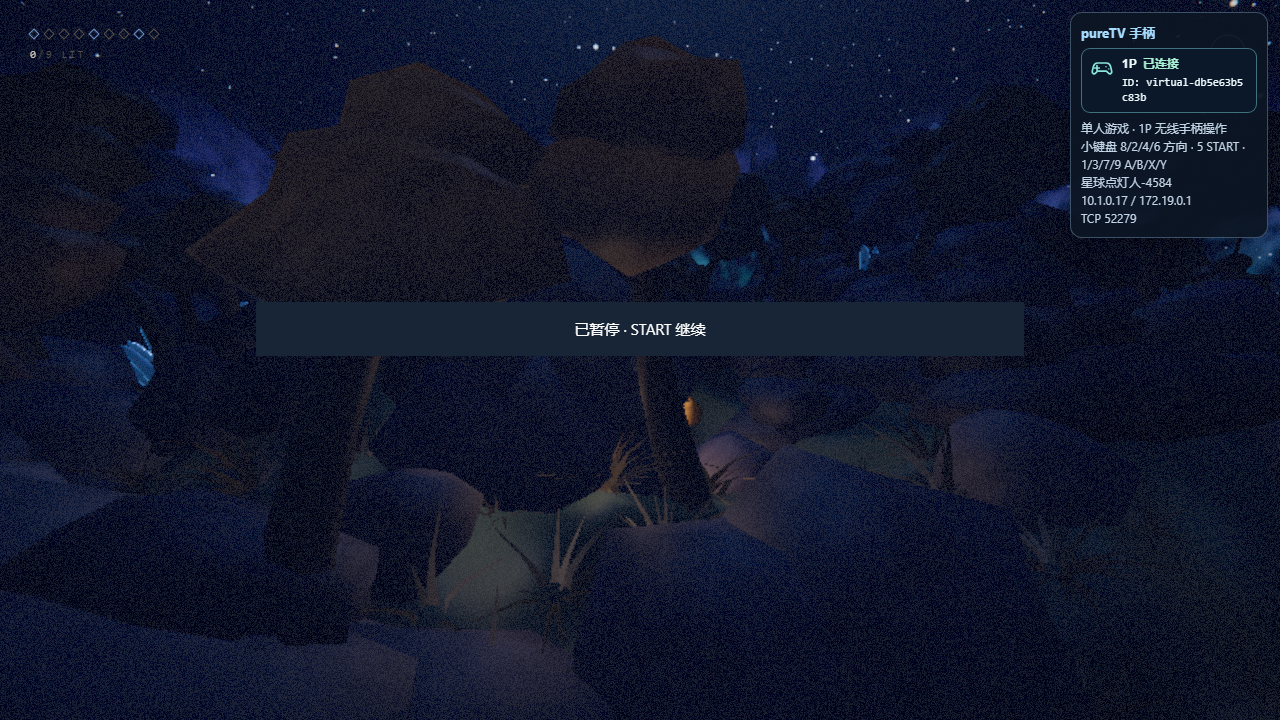 0/9 LIT
pureTV 手柄
1P 已连接
ID: virtual-db5e63b5
c83b
单人游戏 · 1P 无线手柄操作
小键盘 8/2/4/6 方向 · 5 START ·
1/3/7/9 A/B/X/Y
星球点灯人-4584
10.1.0.17 / 172.19.0.1
TCP 52279
已暂停 · START 继续